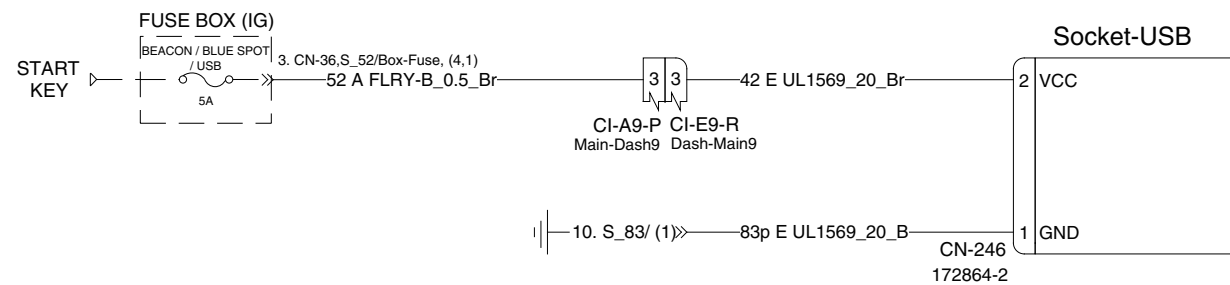 FUSE BOX (IG)
BEACON / BLUE SPOT
/ USB
5A
START
KEY
3. CN-36,S_52/Box-Fuse, (4,1)
52 A FLRY-B_0.5_Br
3 3
CI-A9-P CI-E9-R
Main-Dash9 Dash-Main9
42 E UL1569_20_Br
Socket-USB
2 VCC
10. S_83/ (1)
83p E UL1569_20_B
1 GND
CN-246
172864-2